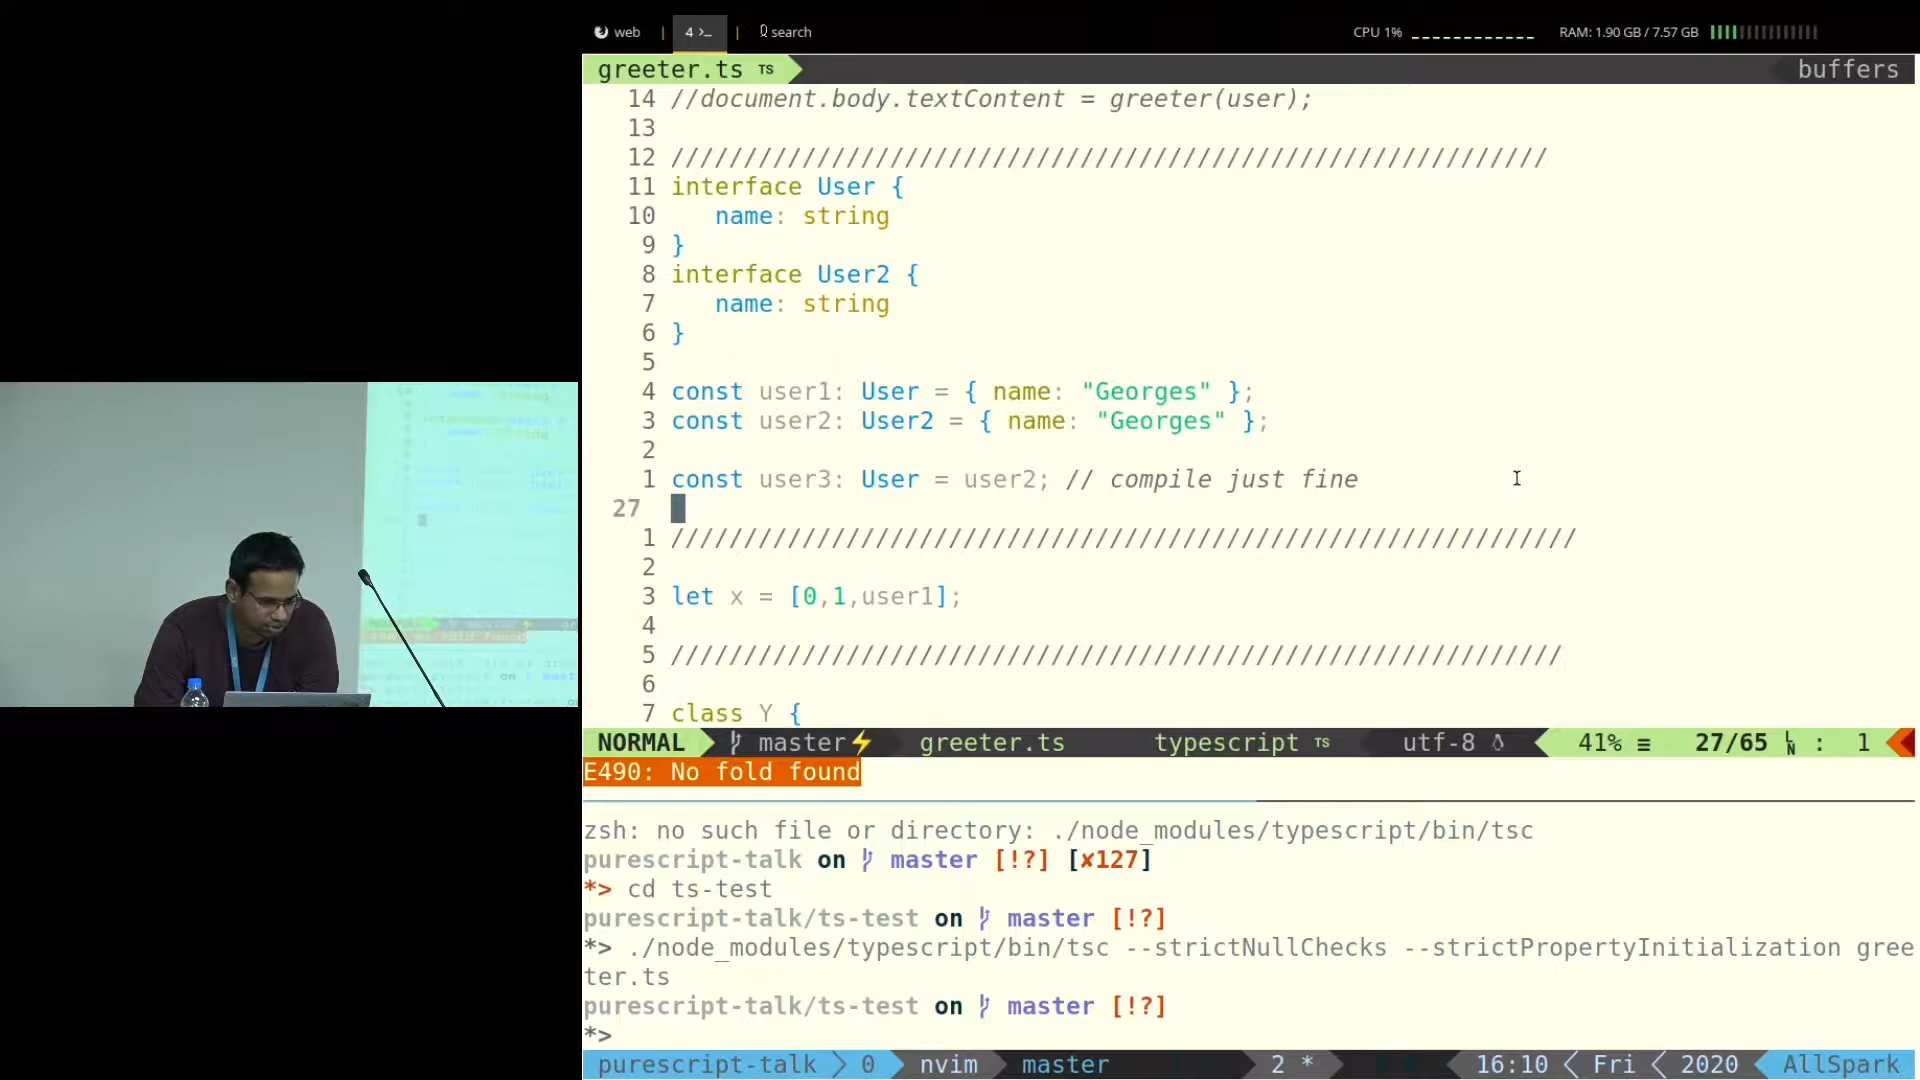 web | 4 >_ | search CPU 1% RAM: 1.90 GB / 7.57 GB
greeter.ts TS buffers
14 //document.body.textContent = greeter(user);
13
12 ////////////////////////////////////////////////////////////
11 interface User {
10 name: string
9 }
8 interface User2 {
7 name: string
6 }
5
4 const user1: User = { name: "Georges" };
3 const user2: User2 = { name: "Georges" };
2
1 const user3: User = user2; // compile just fine
27
1 //////////////////////////////////////////////////////////////
2
3 let x = [0,1,user1];
4
5 /////////////////////////////////////////////////////////////
6
7 class Y {
NORMAL master⚡ greeter.ts typescript TS utf-8 41% ≡ 27/65 LN : 1
E490: No fold found
zsh: no such file or directory: ./node_modules/typescript/bin/tsc
purescript-talk on master [!?] [✘127]
*> cd ts-test
purescript-talk/ts-test on master [!?]
*> ./node_modules/typescript/bin/tsc --strictNullChecks --strictPropertyInitialization gree
ter.ts
purescript-talk/ts-test on master [!?]
*>
purescript-talk 0 nvim master 2 * 16:10 Fri 2020 AllSpark